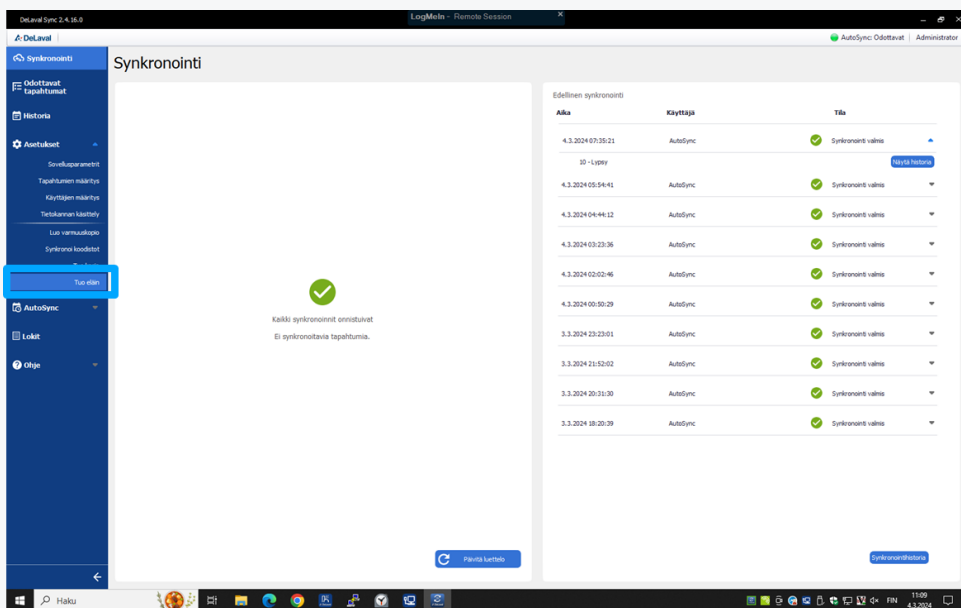 DeLaval Sync 2.4.16.0
LogMeIn - Remote Session
DeLaval
AutoSync: Odottavat
Administrator
Synkronointi
Odottavat
tapahtumat
Historia
Asetukset
Sovellusparametrit
Tapahtumien määritys
Käyttäjien määritys
Tietokannan käsittely
Luo varmuuskopio
Synkronoi koodistot
Tuo eläin
AutoSync
Lokit
Ohje
Synkronointi
Kaikki synkronoinnit onnistuivat
Ei synkronoitavia tapahtumia.
Päivitä luettelo
Edellinen synkronointi
Aika Käyttäjä Tila
4.3.2024 07:35:21 AutoSync Synkronointi valmis
10 - Lypsy Näytä historia
4.3.2024 05:54:41 AutoSync Synkronointi valmis
4.3.2024 04:44:12 AutoSync Synkronointi valmis
4.3.2024 03:23:36 AutoSync Synkronointi valmis
4.3.2024 02:02:46 AutoSync Synkronointi valmis
4.3.2024 00:50:29 AutoSync Synkronointi valmis
3.3.2024 23:23:01 AutoSync Synkronointi valmis
3.3.2024 21:52:02 AutoSync Synkronointi valmis
3.3.2024 20:31:30 AutoSync Synkronointi valmis
3.3.2024 18:20:39 AutoSync Synkronointi valmis
Synkronointihistoria
Haku
FIN
11:09
4.3.2024